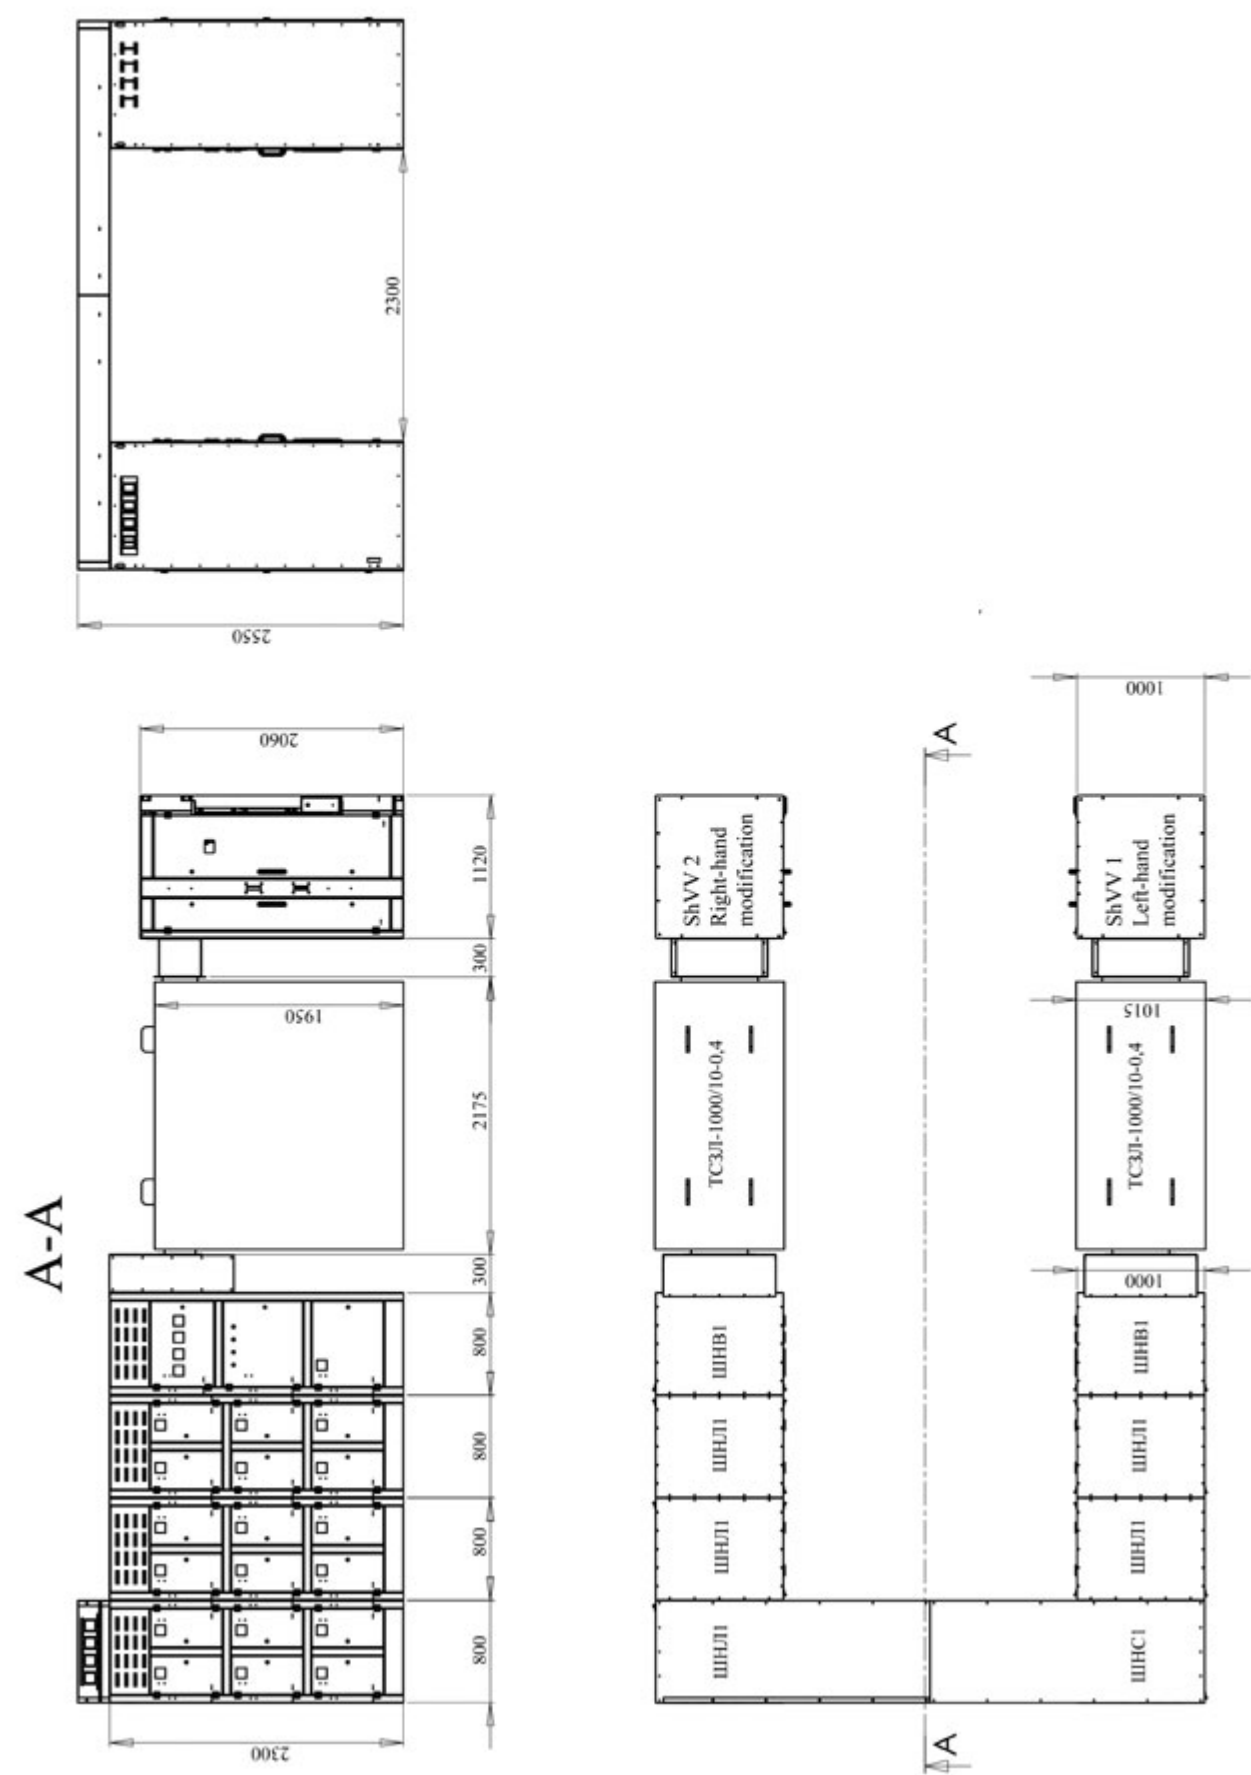 A-A
2300
2550
2060
1950
1120
300
2175
300
800
800
800
800
2300
A
1000
ShVV 2
Right-hand
modification
ShVV 1
Left-hand
modification
ТСЗЛ-1000/10-0,4
1015
ТСЗЛ-1000/10-0,4
1000
ШНВ1
ШНВ1
ШНЛ1
ШНЛ1
ШНЛ1
ШНЛ1
ШНЛ1
ШНС1
A